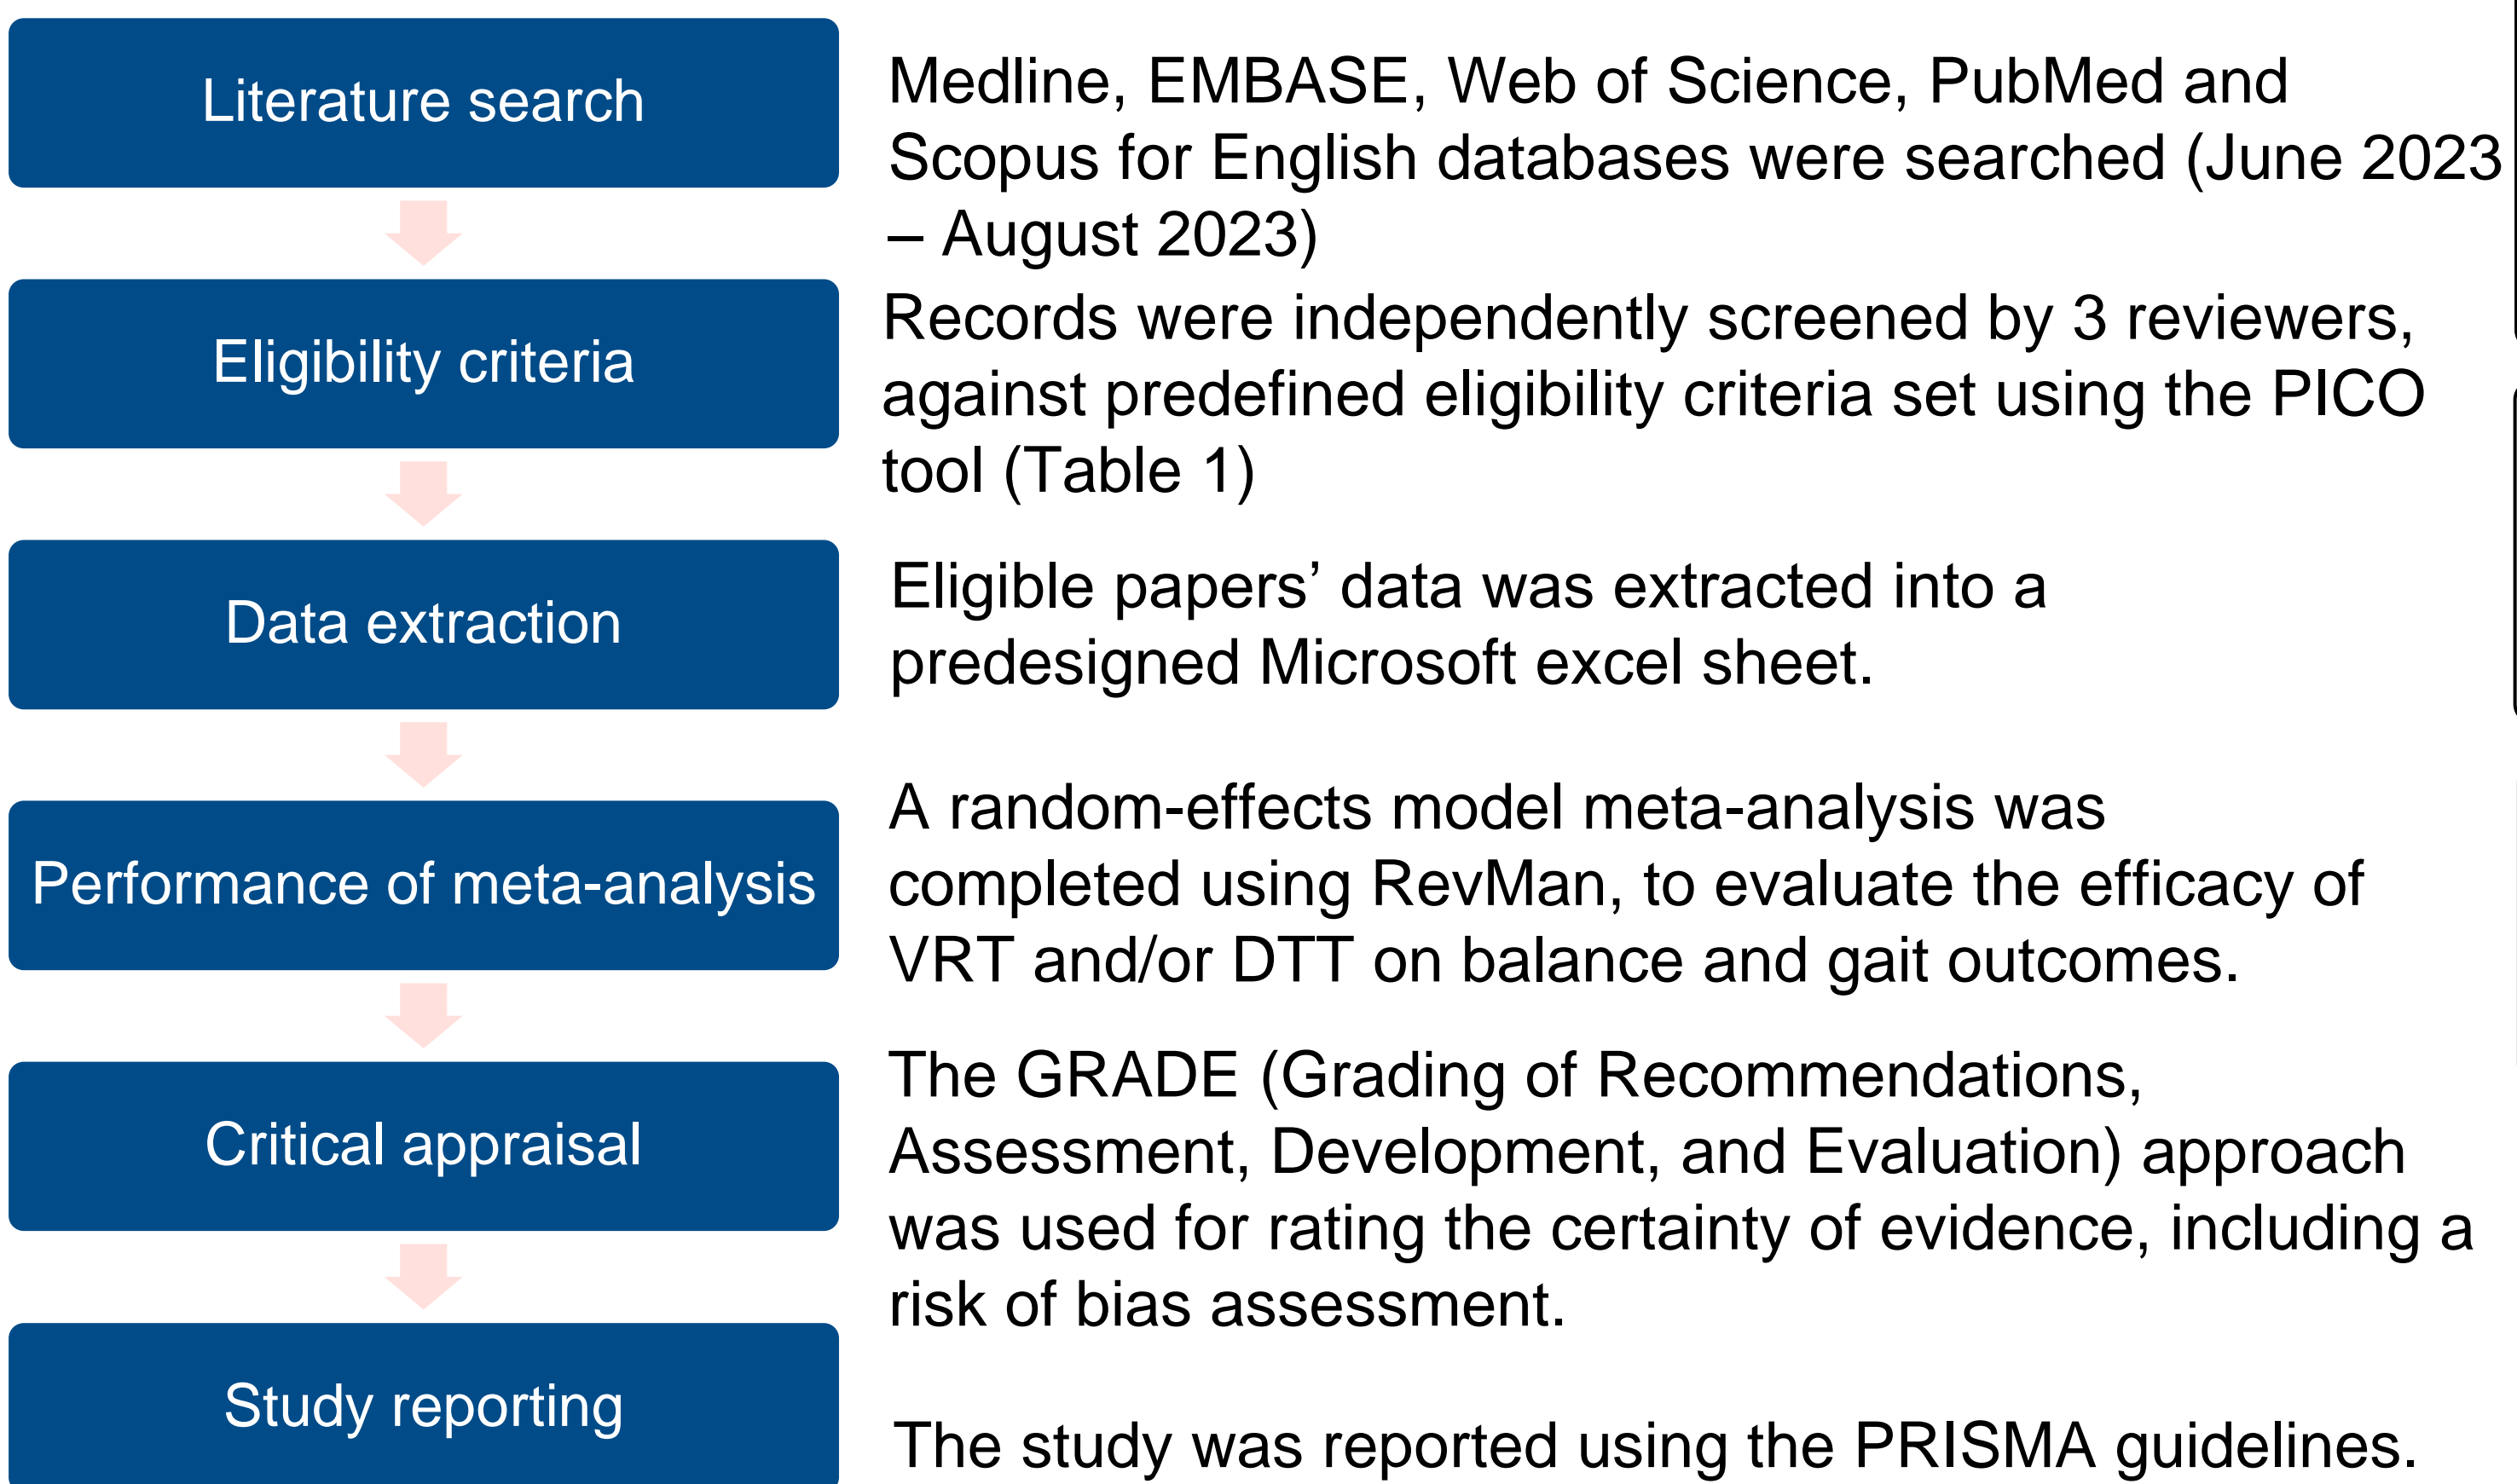 Literature search
Medline, EMBASE, Web of Science, PubMed and
Scopus for English databases were searched (June 2023
– August 2023)
Eligibility criteria
Records were independently screened by 3 reviewers,
against predefined eligibility criteria set using the PICO
tool (Table 1)
Data extraction
Eligible papers’ data was extracted into a
predesigned Microsoft excel sheet.
Performance of meta-analysis
A random-effects model meta-analysis was
completed using RevMan, to evaluate the efficacy of
VRT and/or DTT on balance and gait outcomes.
Critical appraisal
The GRADE (Grading of Recommendations,
Assessment, Development, and Evaluation) approach
was used for rating the certainty of evidence, including a
risk of bias assessment.
Study reporting
The study was reported using the PRISMA guidelines.